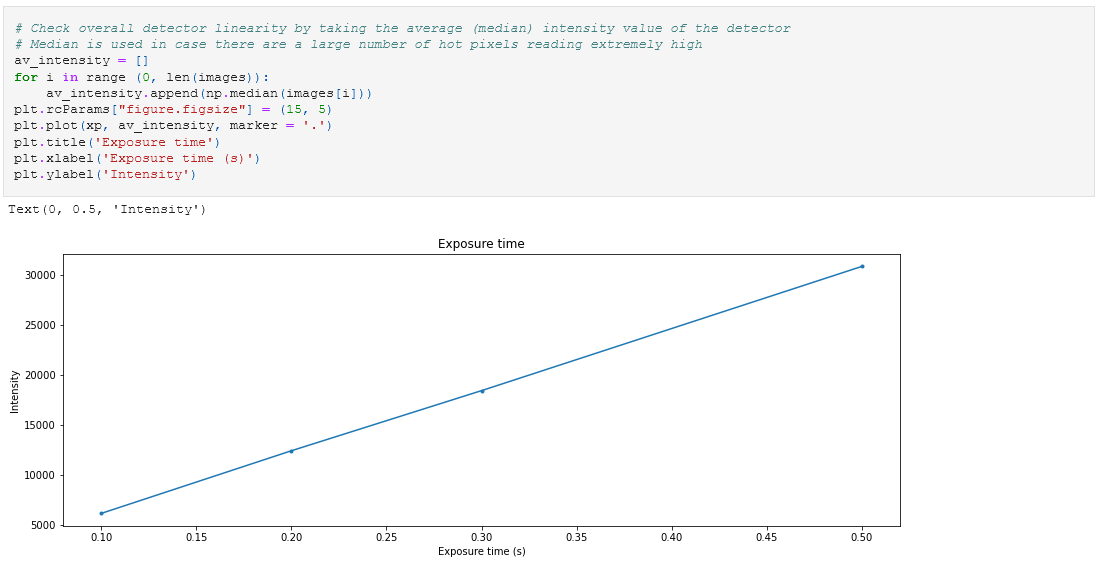 # Check overall detector linearity by taking the average (median) intensity value of the detector
# Median is used in case there are a large number of hot pixels reading extremely high
av_intensity = []
for i in range (0, len(images)):
    av_intensity.append(np.median(images[i]))
plt.rcParams["figure.figsize"] = (15, 5)
plt.plot(xp, av_intensity, marker = '.')
plt.title('Exposure time')
plt.xlabel('Exposure time (s)')
plt.ylabel('Intensity')
Text(0, 0.5, 'Intensity')
Exposure time
30000
25000
20000
15000
10000
5000
Intensity
0.10 0.15 0.20 0.25 0.30 0.35 0.40 0.45 0.50
Exposure time (s)